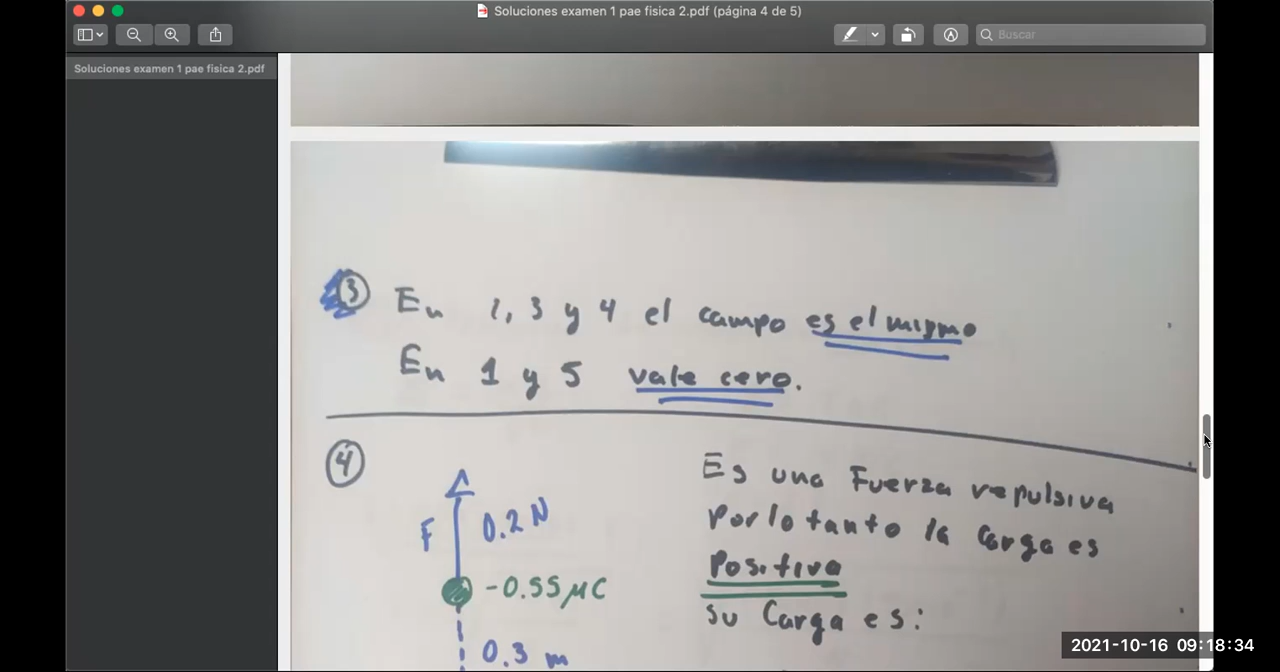 Soluciones examen 1 pae fisica 2.pdf (página 4 de 5)
Buscar
Soluciones examen 1 pae fisica 2.pdf
3 En 1, 3 y 4 el campo es el mismo
En 1 y 5 vale cero.
4
F 0.2 N
-0.55 μC
0.3 m
Es una Fuerza repulsiva
Por lo tanto la Carga es
Positiva
su Carga es:
2021-10-16 09:18:34